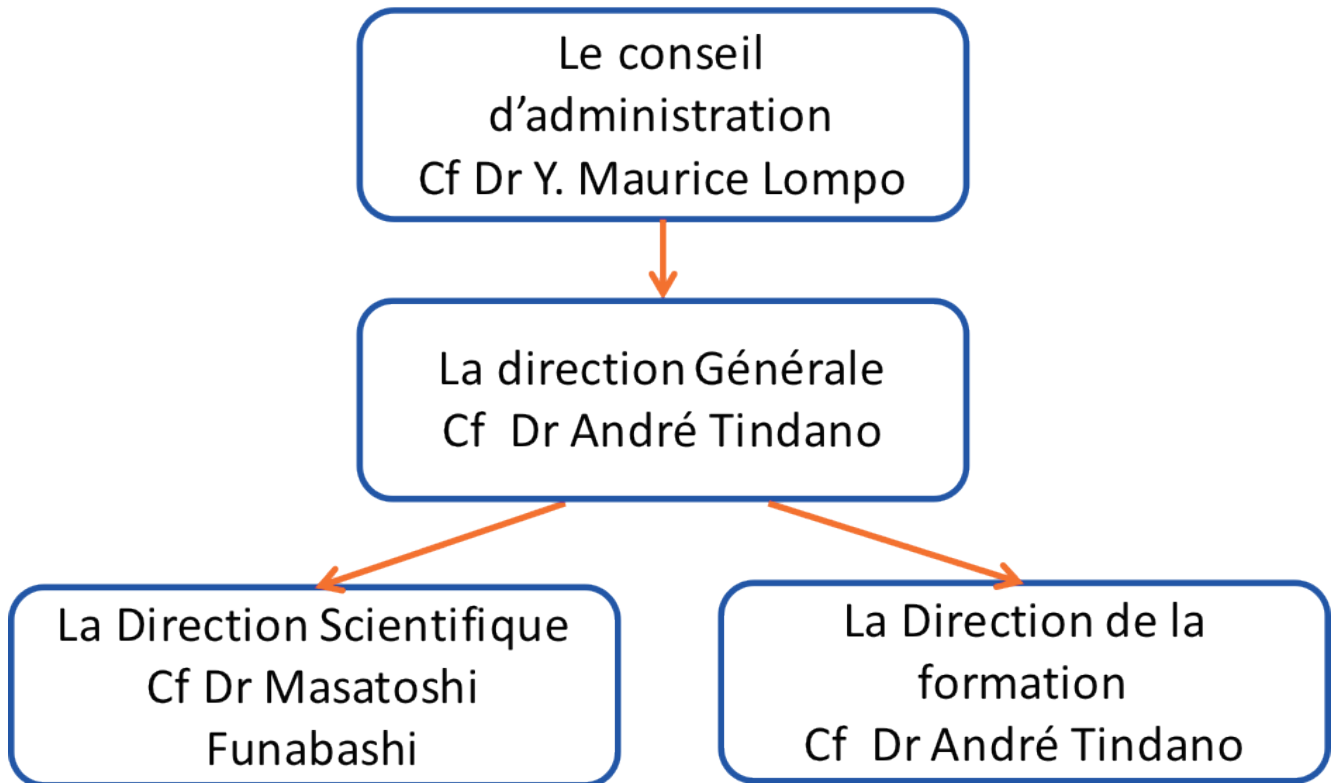 Le conseil
d’administration
Cf Dr Y. Maurice Lompo
La direction Générale
Cf Dr André Tindano
La Direction Scientifique
Cf Dr Masatoshi
Funabashi
La Direction de la
formation
Cf Dr André Tindano